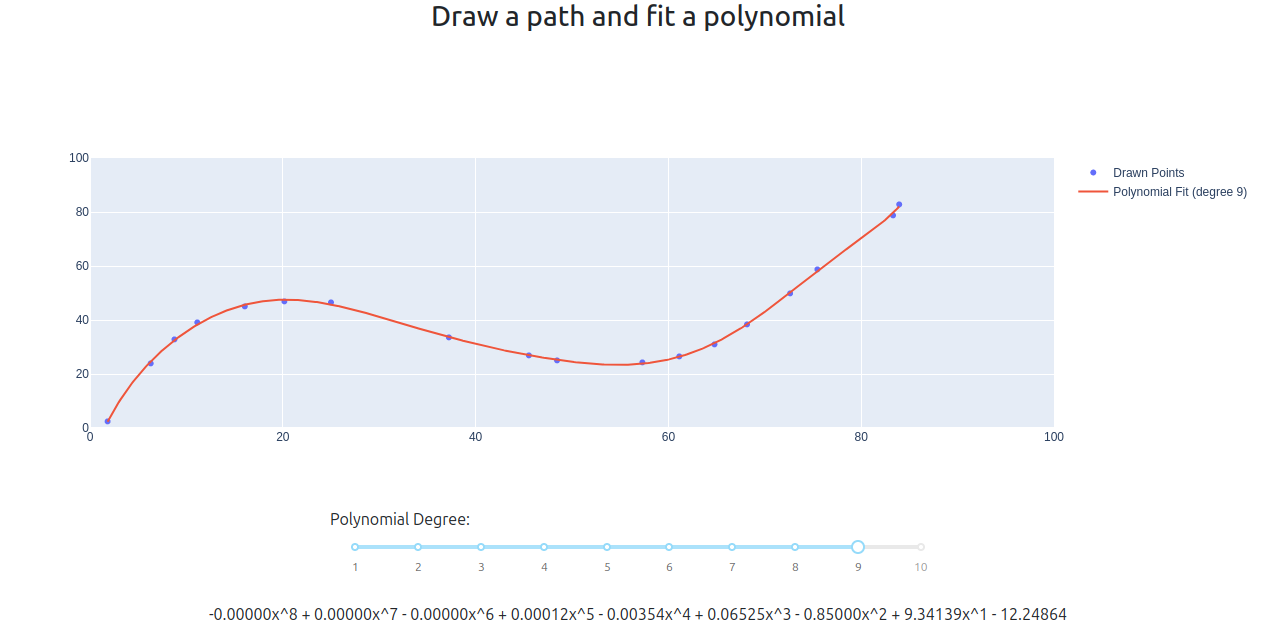 Draw a path and fit a polynomial
100
80
60
40
20
0
0 20 40 60 80 100
Drawn Points
Polynomial Fit (degree 9)
Polynomial Degree:
1 2 3 4 5 6 7 8 9 10
-0.00000x^8 + 0.00000x^7 - 0.00000x^6 + 0.00012x^5 - 0.00354x^4 + 0.06525x^3 - 0.85000x^2 + 9.34139x^1 - 12.24864